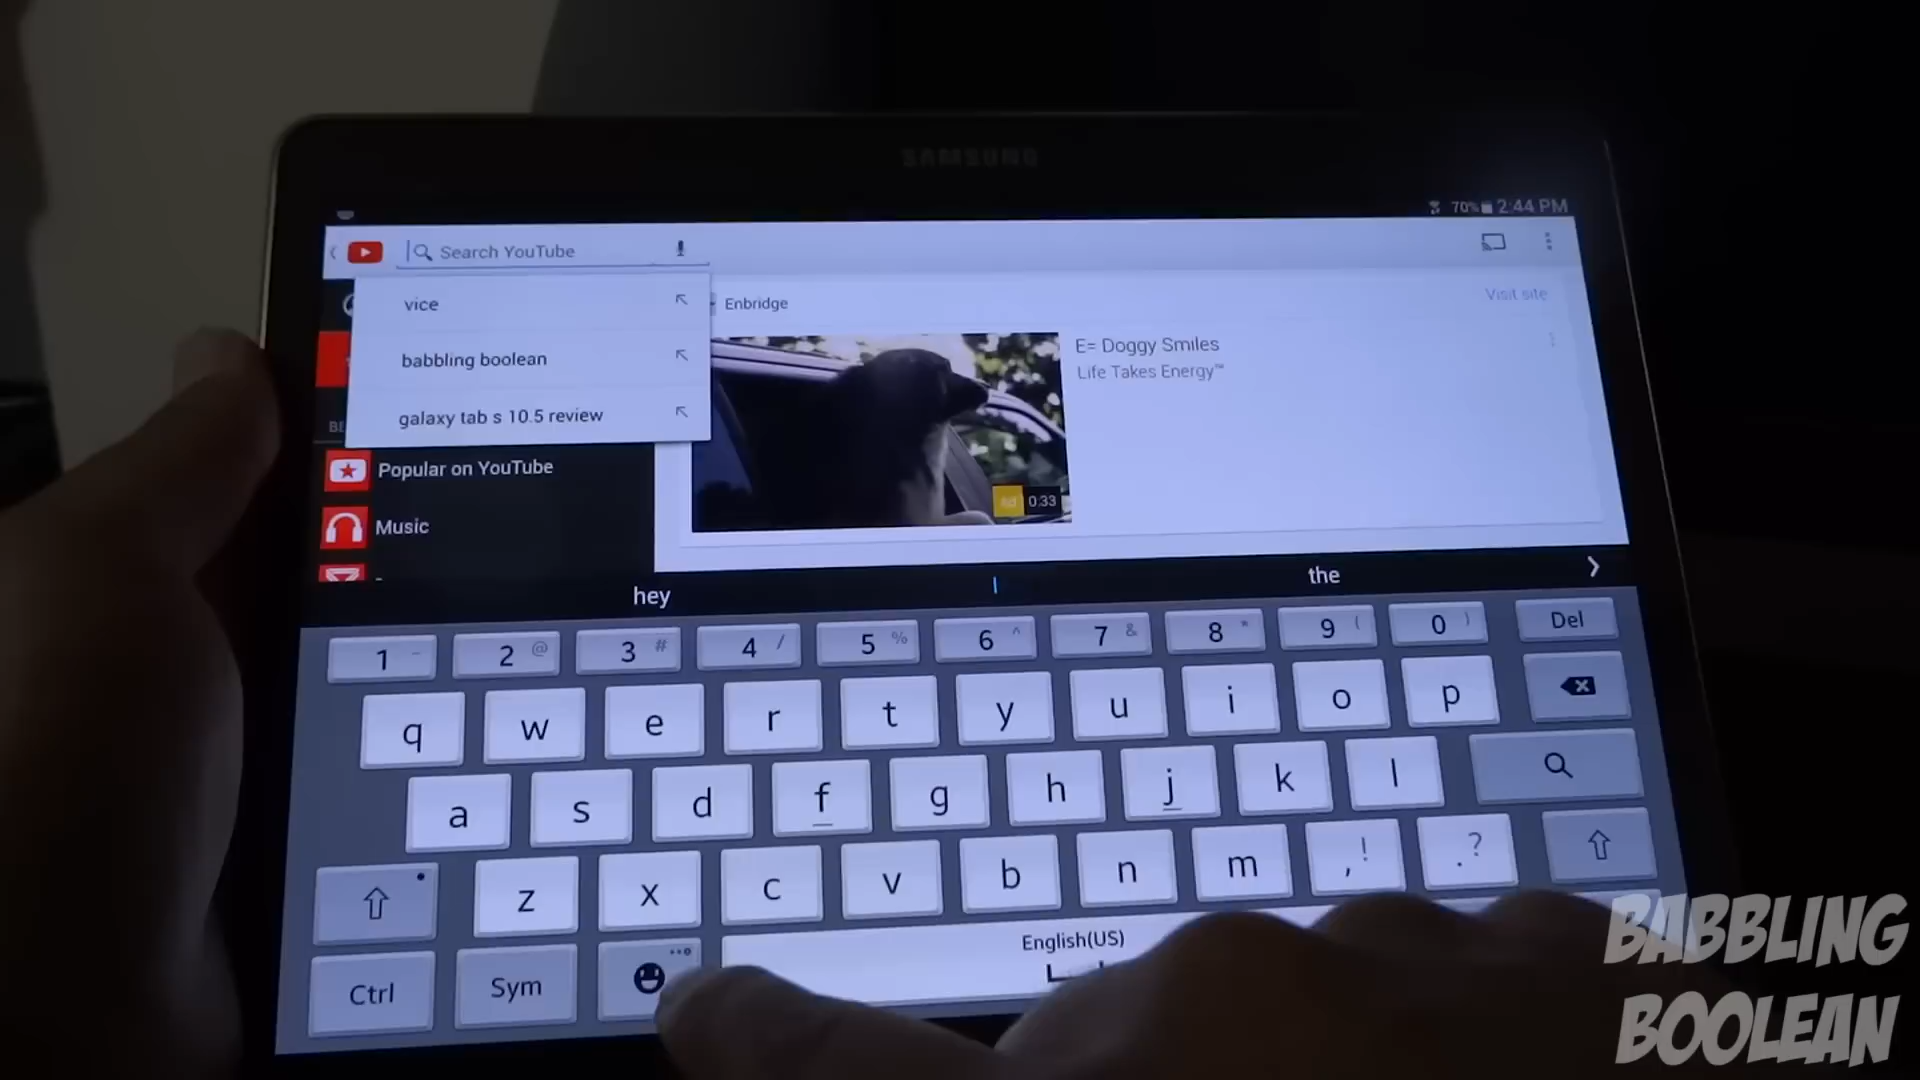 SAMSUNG
70% 2:44 PM
Search YouTube
vice
babbling boolean
galaxy tab s 10.5 review
Enbridge
Visit site
E= Doggy Smiles
Life Takes Energy™
Ad 0:33
BE
Popular on YouTube
Music
hey the
1 - 2 @ 3 # 4 / 5 % 6 ^ 7 & 8 * 9 ( 0 ) Del
q w e r t y u i o p
a s d f g h j k l
z x c v b n m , ! . ?
English(US)
Ctrl Sym
BABBLING
BOOLEAN